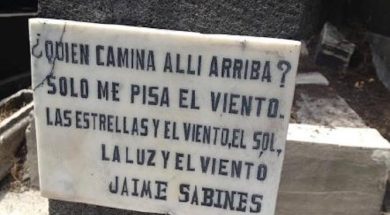 ¿QUIEN CAMINA ALLI ARRIBA?
SOLO ME PISA EL VIENTO.
LAS ESTRELLAS Y EL VIENTO, EL SOL,
LA LUZ Y EL VIENTO
JAIME SABINES